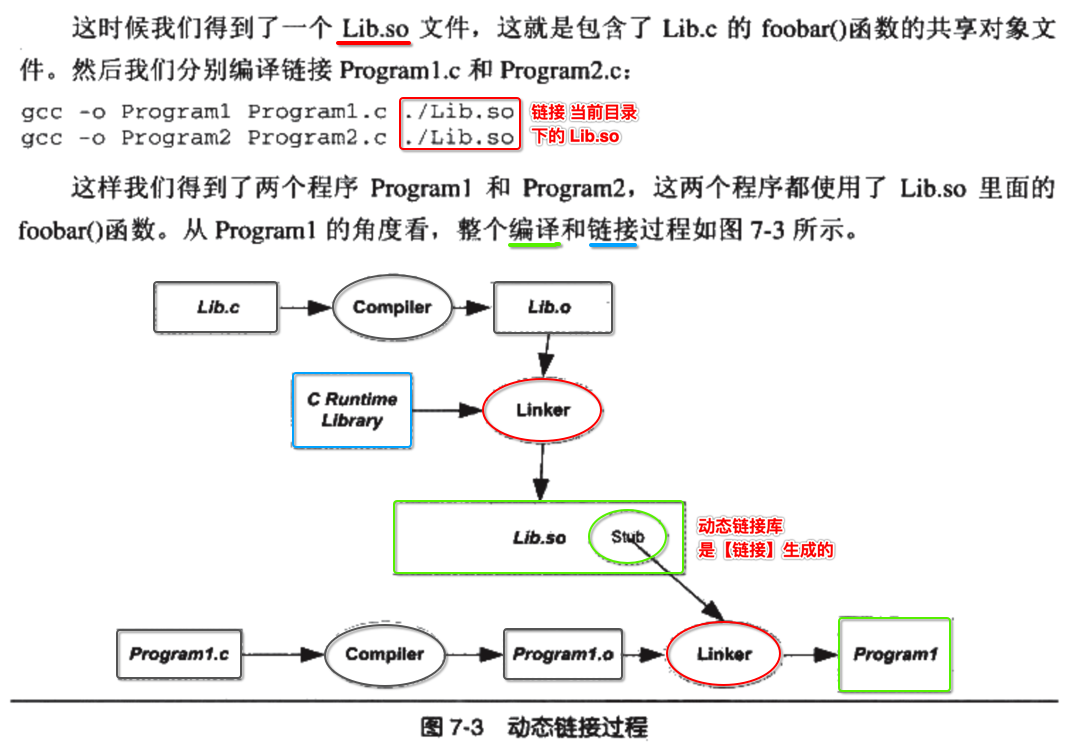 这时候我们得到了一个 Lib.so 文件，这就是包含了 Lib.c 的 foobar()函数的共享对象文
件。然后我们分别编译链接 Program1.c 和 Program2.c：
gcc -o Program1 Program1.c ./Lib.so 链接 当前目录
gcc -o Program2 Program2.c ./Lib.so 下的 Lib.so
这样我们得到了两个程序 Program1 和 Program2，这两个程序都使用了 Lib.so 里面的
foobar()函数。从 Program1 的角度看，整个编译和链接过程如图 7-3 所示。
Lib.c Compiler Lib.o
C Runtime
Library
Linker
Lib.so Stub
动态链接库
是【链接】生成的
Program1.c Compiler Program1.o Linker Program1
图 7-3 动态链接过程